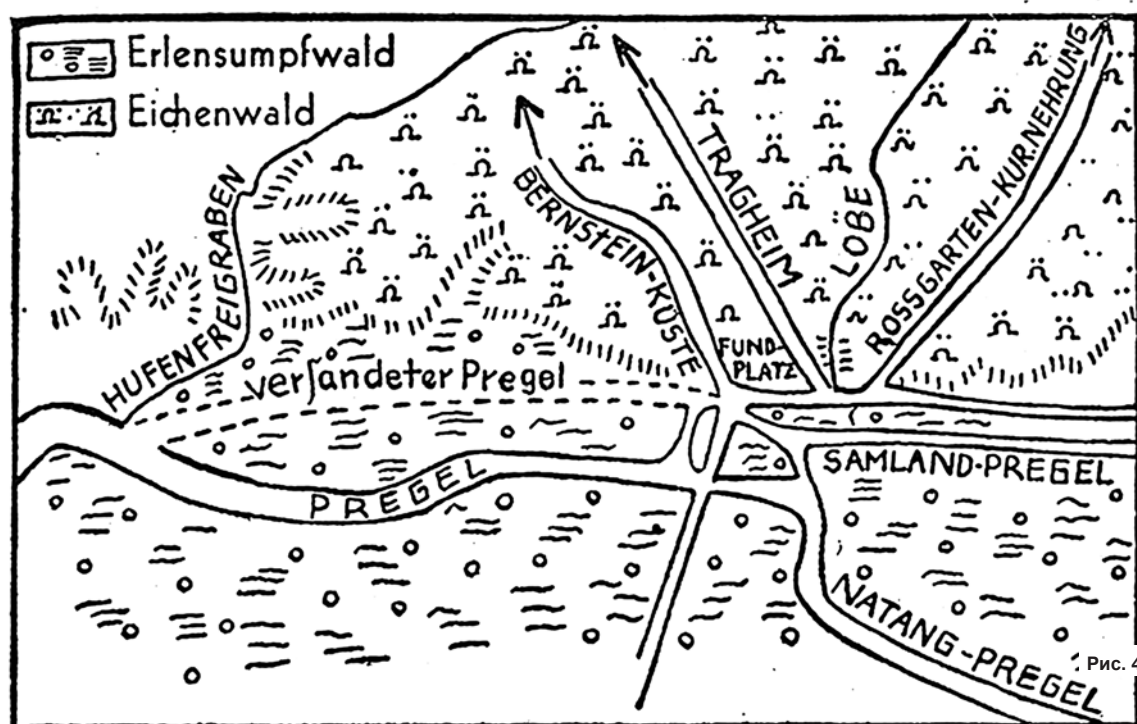 Erlensumpfwald
Eichenwald
HUFENFREIGRABEN
BERNSTEIN-KÜSTE
TRAGHEIM
LÖBE
ROSSGARTEN-KUR.NEHRUNG
FUND-
PLATZ
verſandeter Pregel
PREGEL
SAMLAND-PREGEL
NATANG-PREGEL
Рис. 4